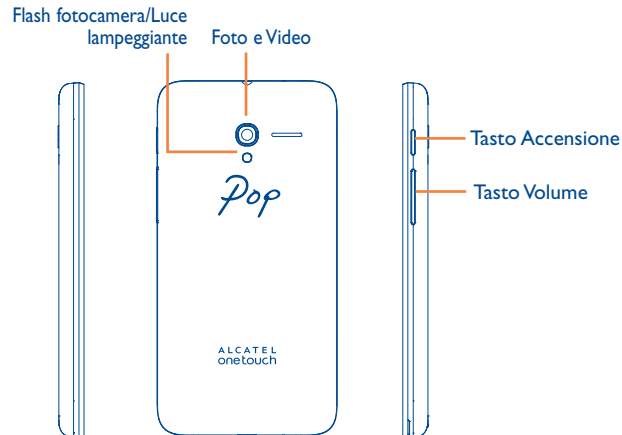 Flash fotocamera/Luce
lampeggiante
Foto e Video
Tasto Accensione
Tasto Volume
Pop
ALCATEL
onetouch